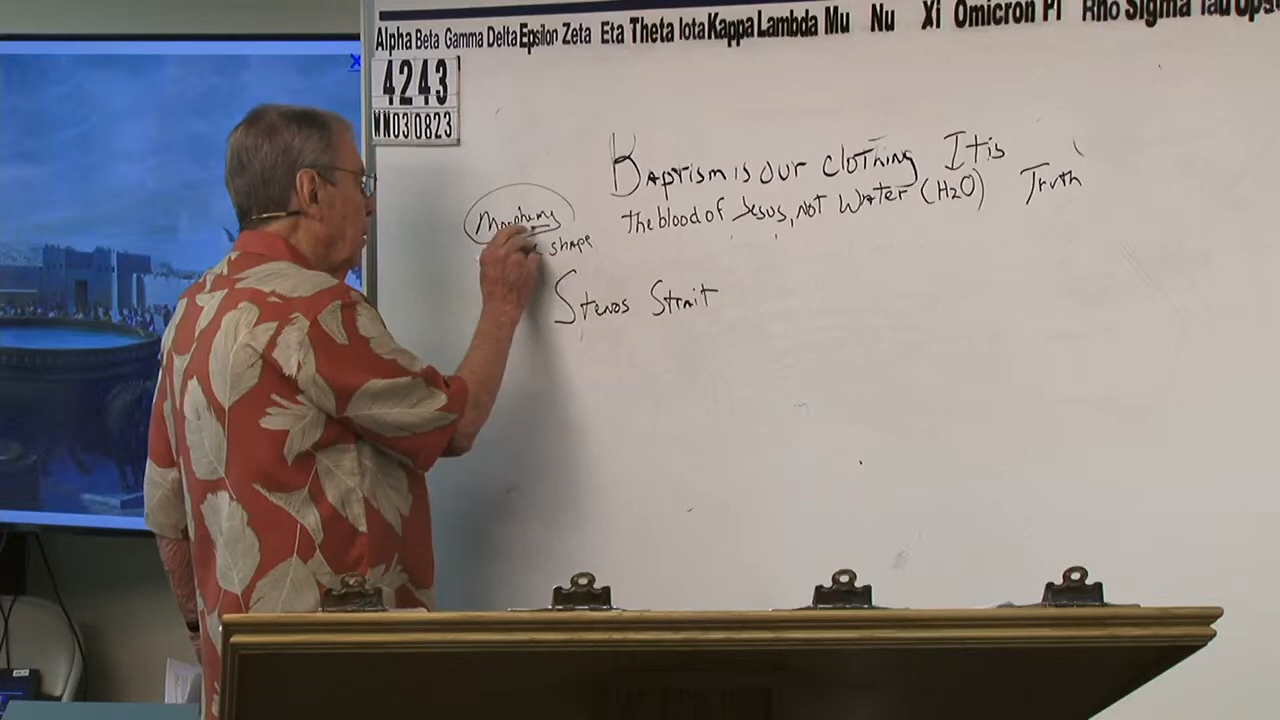 Alpha Beta Gamma Delta Epsilon Zeta Eta Theta Iota Kappa Lambda Mu Nu Xi Omicron Pi Rho Sigma Tau
4243
WN030823
Baptism is our clothing It is
the blood of Jesus, not Water (H2O) Truth
shape
Stenos Strait